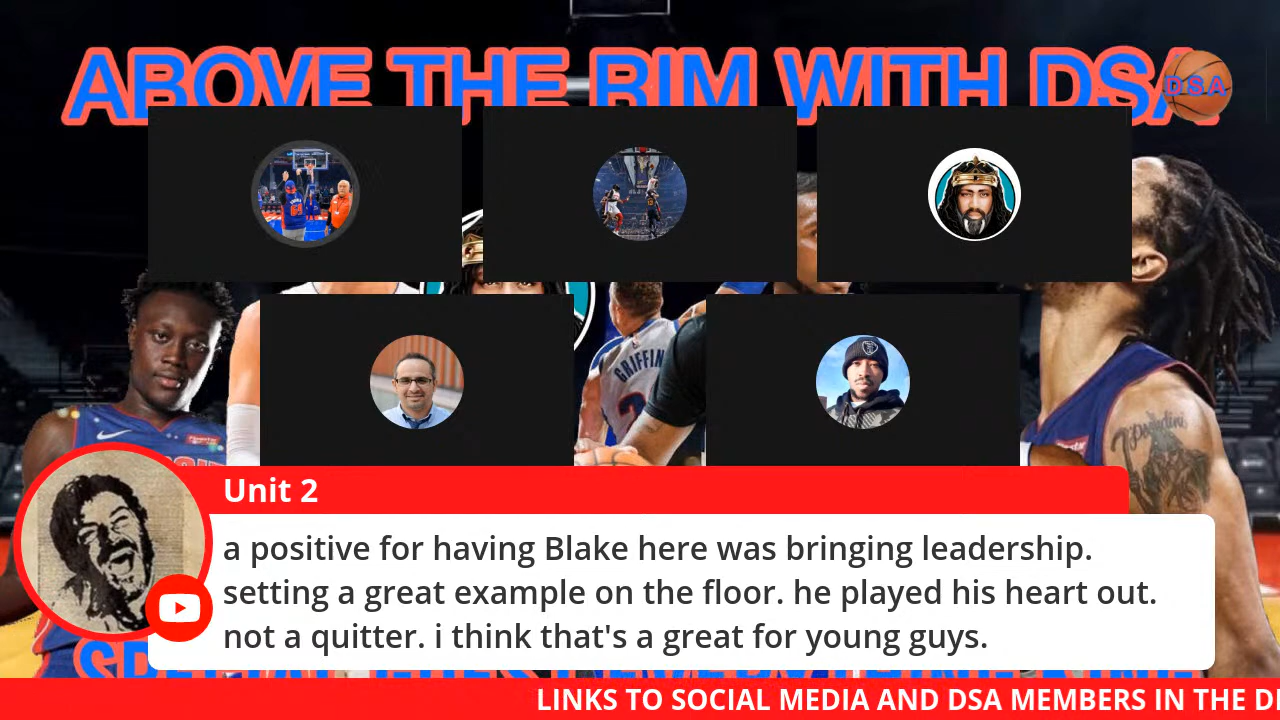 ABOVE THE RIM WITH DSA
DSA
GRIFFIN
Unit 2
a positive for having Blake here was bringing leadership.
setting a great example on the floor. he played his heart out.
not a quitter. i think that's a great for young guys.
LINKS TO SOCIAL MEDIA AND DSA MEMBERS IN THE